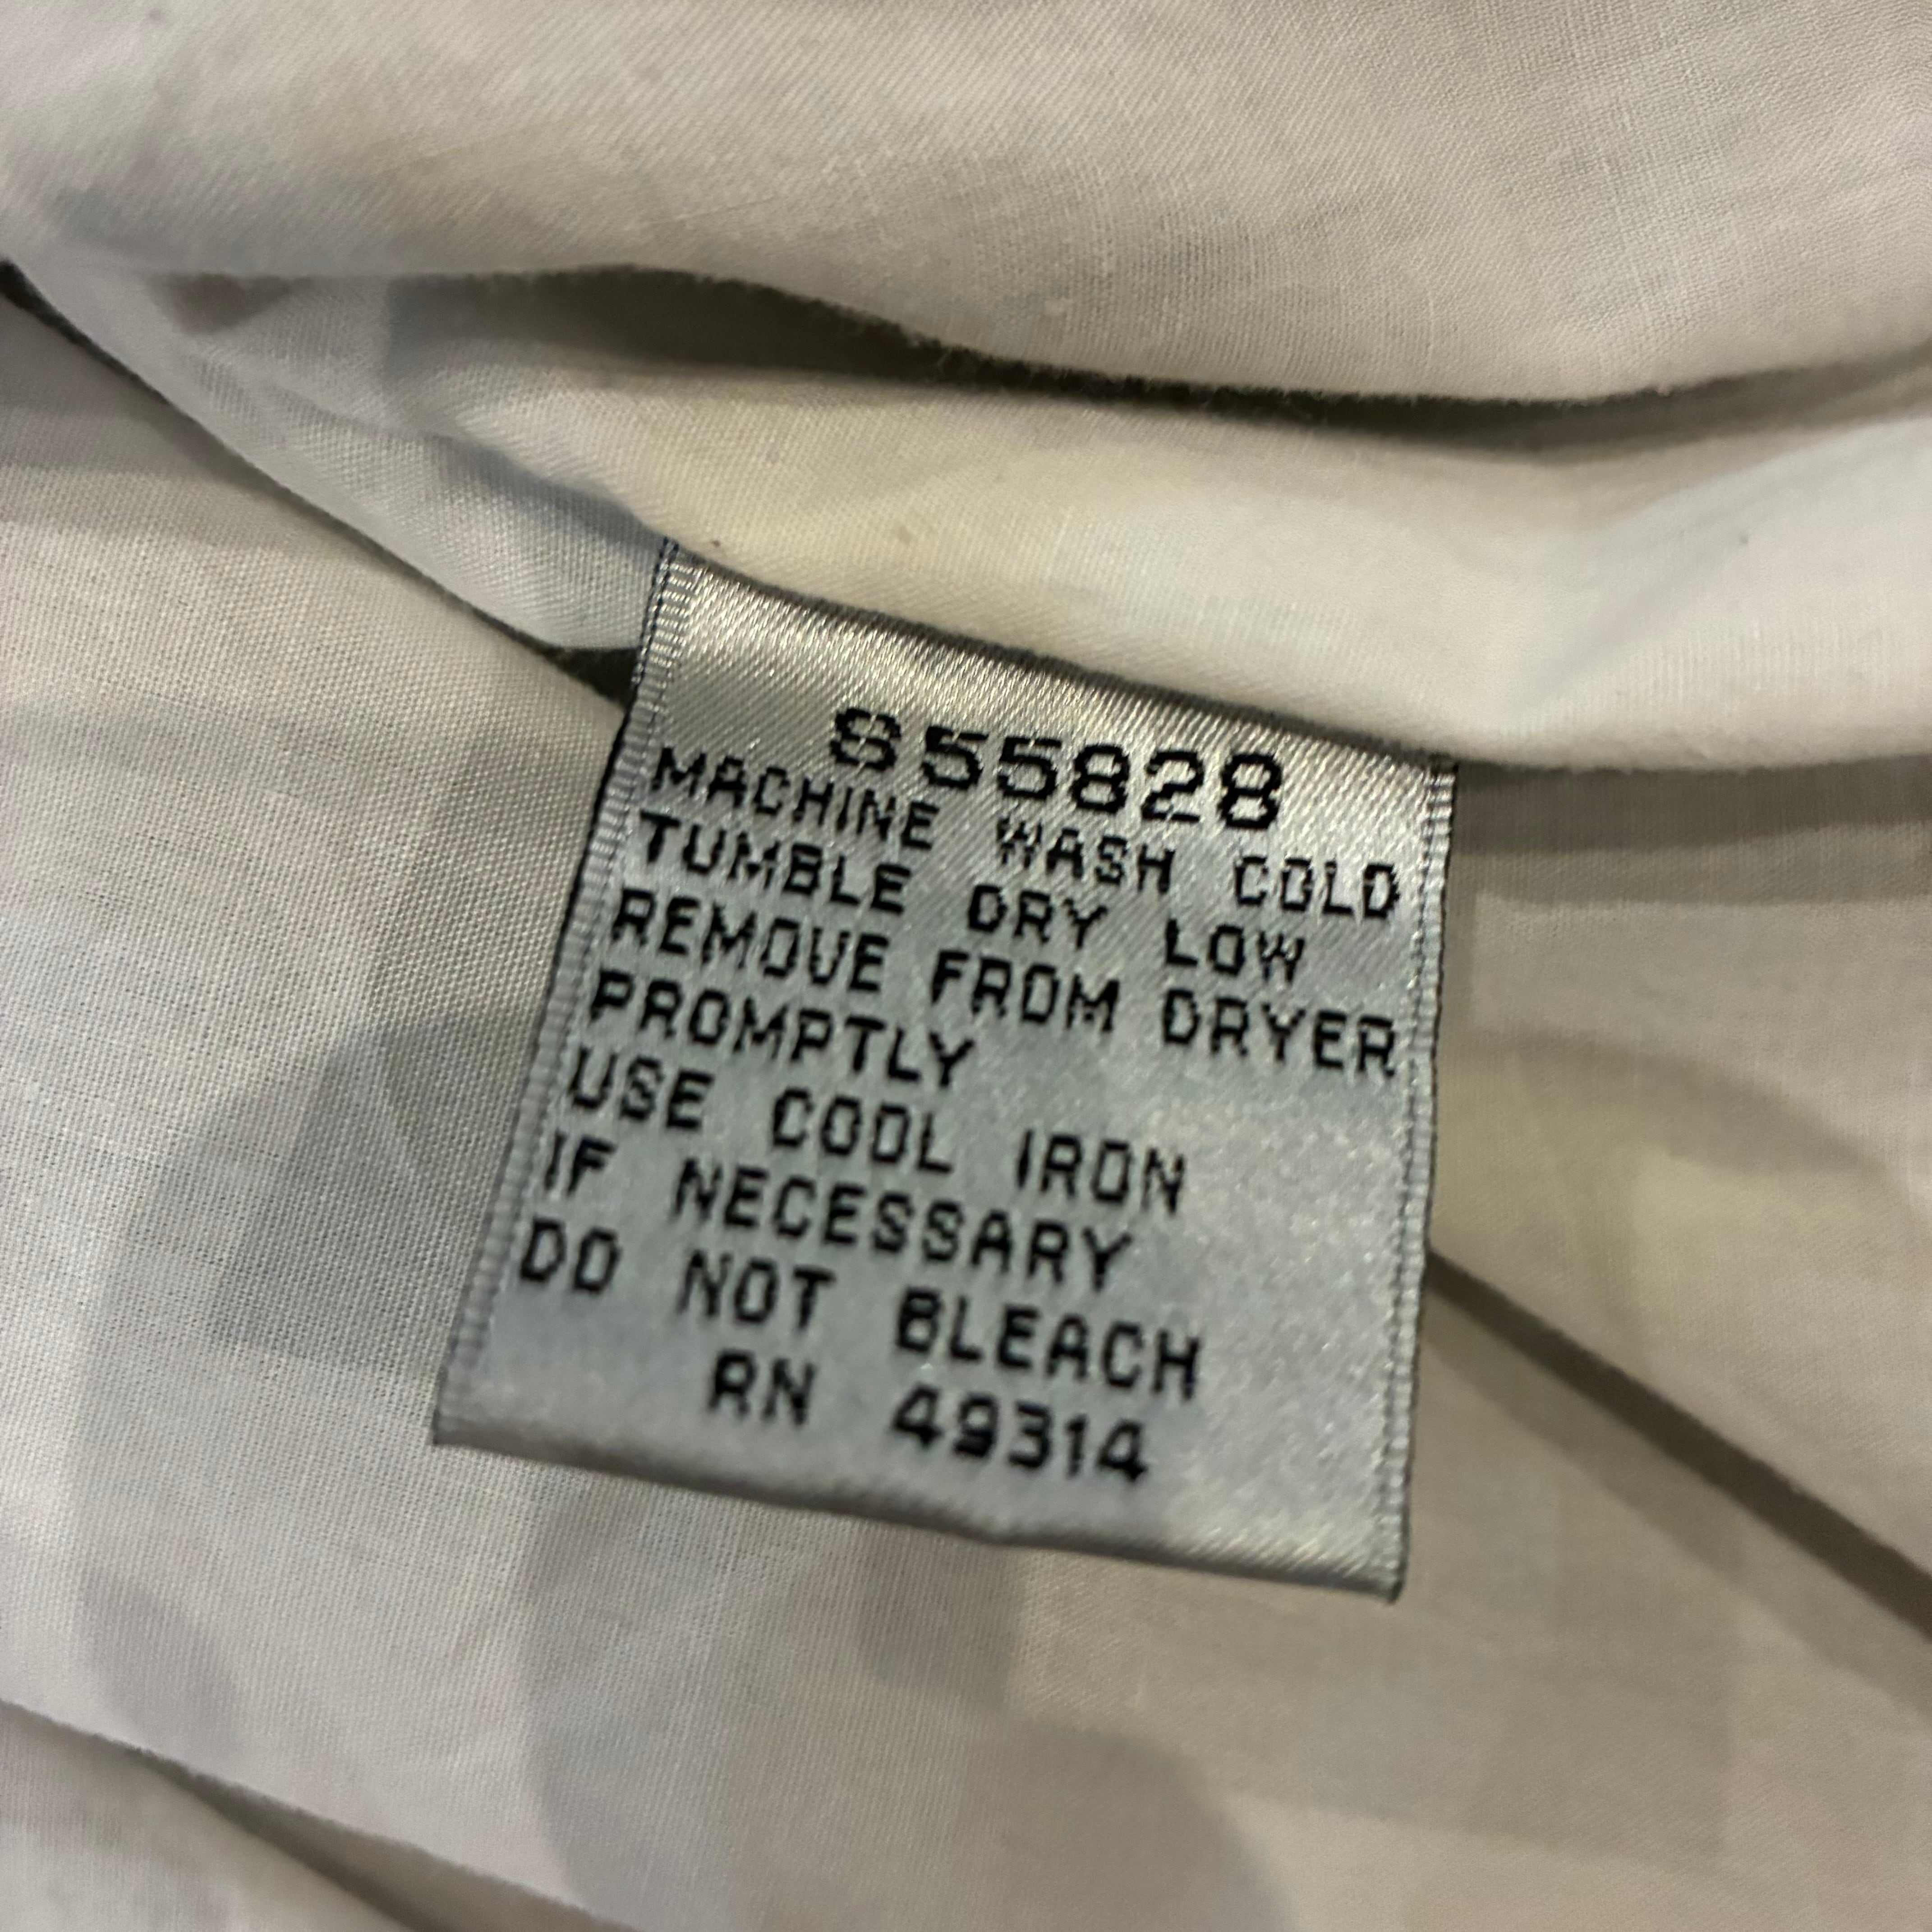 S55828
MACHINE WASH COLD
TUMBLE DRY LOW
REMOVE FROM DRYER
PROMPTLY
USE COOL IRON
IF NECESSARY
DO NOT BLEACH
RN 49314